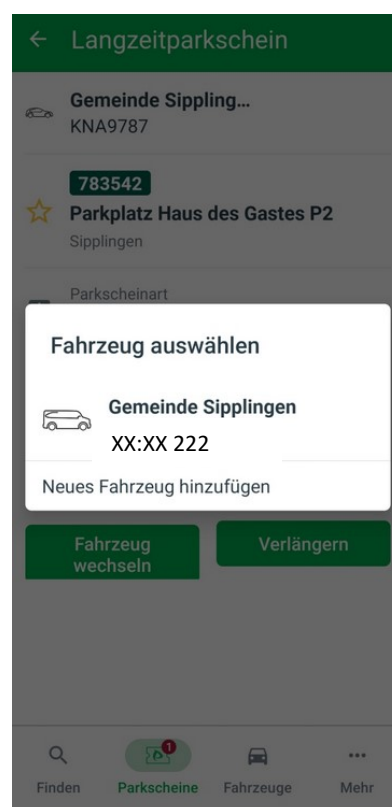 Langzeitparkschein
Gemeinde Sippling...
KNA9787
783542
Parkplatz Haus des Gastes P2
Sipplingen
Parkscheinart
Fahrzeug auswählen
Gemeinde Sipplingen
XX:XX 222
Neues Fahrzeug hinzufügen
Fahrzeug
wechseln
Verlängern
1
Finden
Parkscheine
Fahrzeuge
Mehr